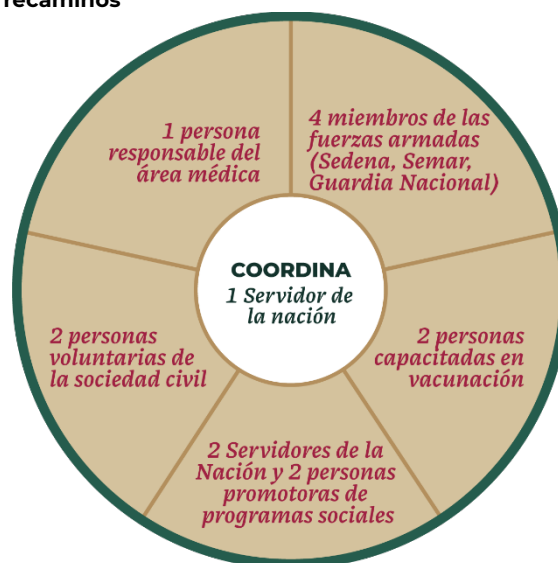 recaminos
1 persona
responsable del
área médica
4 miembros de las
fuerzas armadas
(Sedena, Semar,
Guardia Nacional)
COORDINA
1 Servidor de
la nación
2 personas
voluntarias de
la sociedad civil
2 personas
capacitadas en
vacunación
2 Servidores de la
Nación y 2 personas
promotoras de
programas sociales